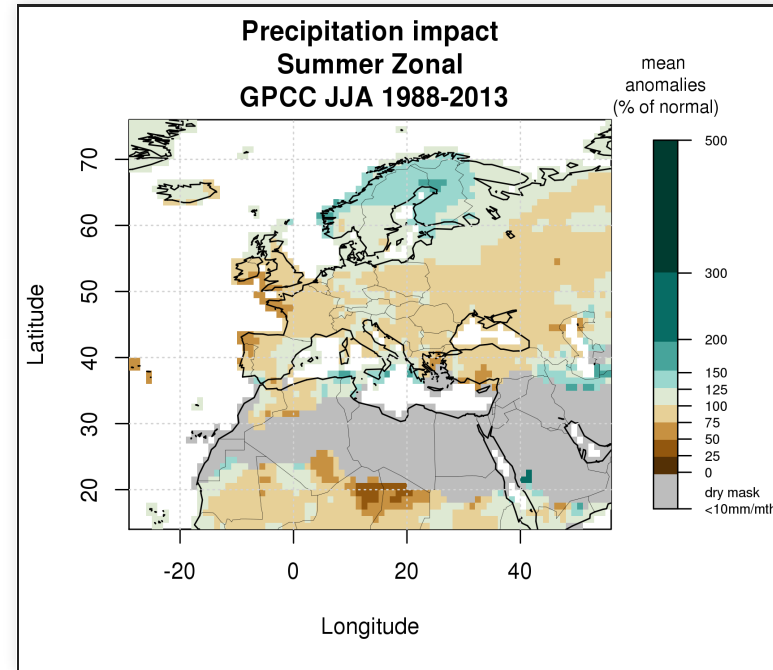 Precipitation impact
Summer Zonal
GPCC JJA 1988-2013
mean
anomalies
(% of normal)
500
300
200
150
125
100
75
50
25
0
dry mask
<10mm/mth
70
60
50
40
30
20
Latitude
-20 0 20 40
Longitude